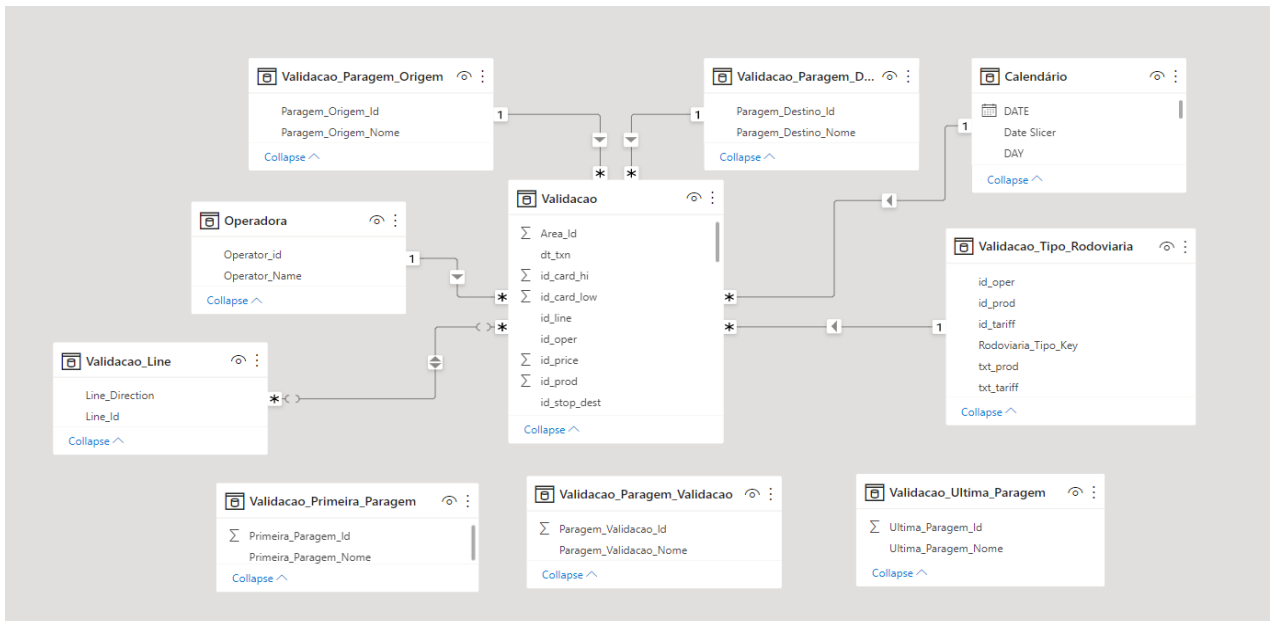 Validacao_Paragem_Origem
Paragem_Origem_Id
Paragem_Origem_Nome
Collapse
1
*
Validacao_Paragem_D...
Paragem_Destino_Id
Paragem_Destino_Nome
Collapse
1
*
Calendário
DATE
Date Slicer
DAY
Collapse
1
*
Operadora
Operator_id
Operator_Name
Collapse
1
*
Validacao
Area_Id
dt_txn
id_card_hi
id_card_low
id_line
id_oper
id_price
id_prod
id_stop_dest
Collapse
Validacao_Tipo_Rodoviaria
id_oper
id_prod
id_tariff
Rodoviaria_Tipo_Key
txt_prod
txt_tariff
Collapse
1
*
Validacao_Line
Line_Direction
Line_Id
Collapse
*
*
Validacao_Primeira_Paragem
Primeira_Paragem_Id
Primeira_Paragem_Nome
Collapse
Validacao_Paragem_Validacao
Paragem_Validacao_Id
Paragem_Validacao_Nome
Collapse
Validacao_Ultima_Paragem
Ultima_Paragem_Id
Ultima_Paragem_Nome
Collapse